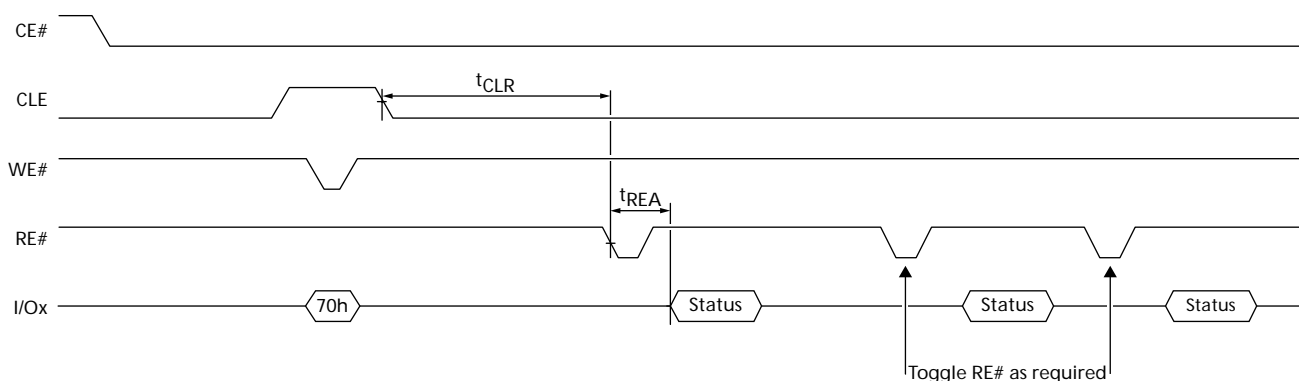 CE#
CLE
tCLR
WE#
tREA
RE#
I/Ox
70h
Status
Status
Status
Toggle RE# as required